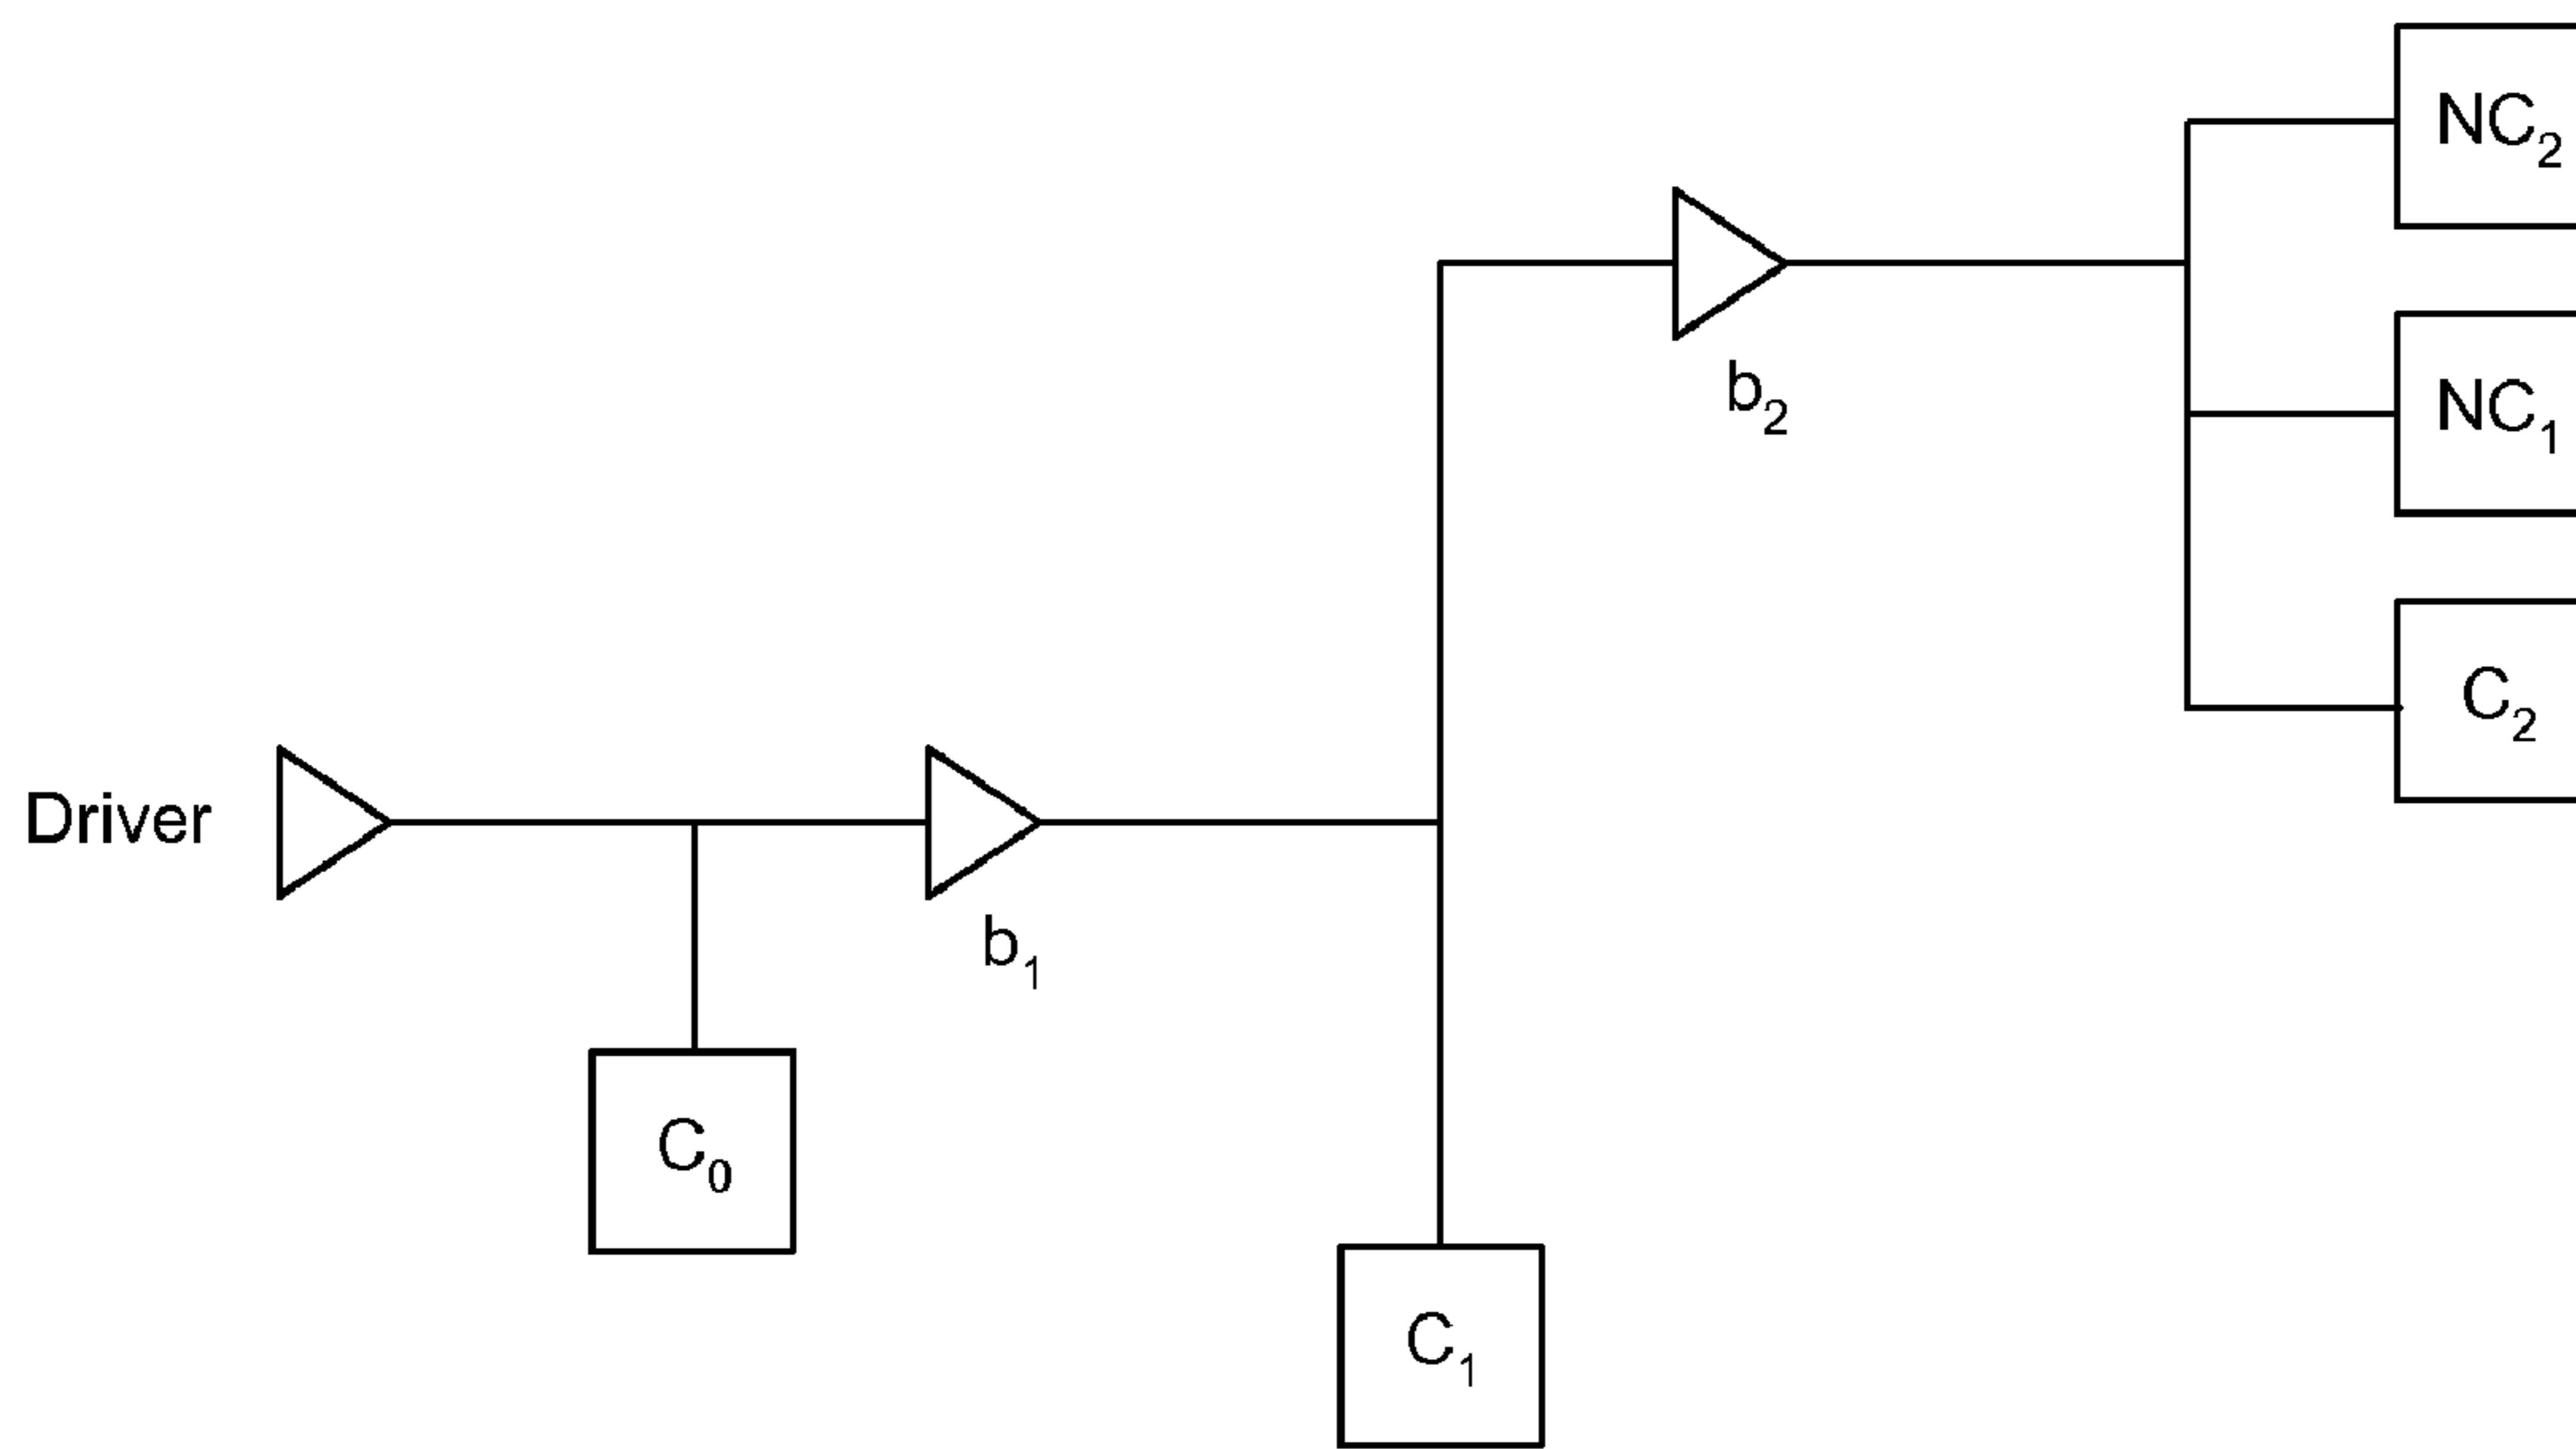 NC₂
b₂
NC₁
C₂
Driver
b₁
C₀
C₁